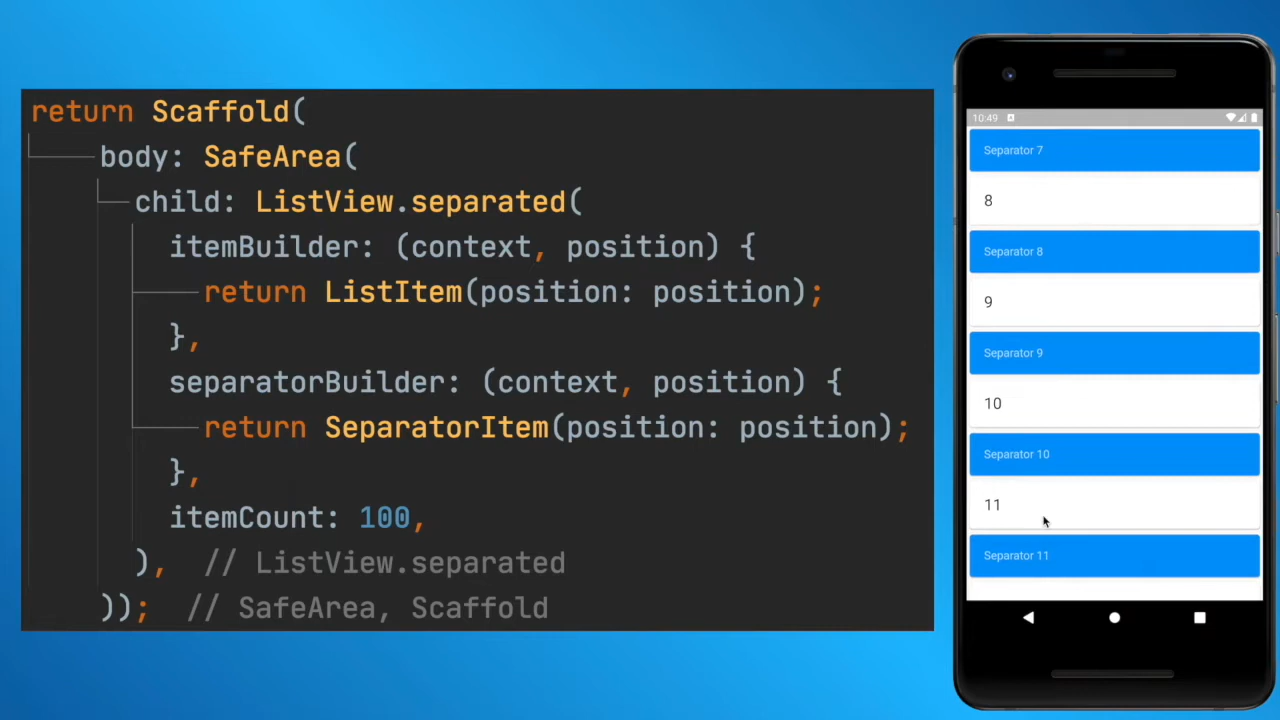 return Scaffold(
body: SafeArea(
child: ListView.separated(
itemBuilder: (context, position) {
return ListItem(position: position);
},
separatorBuilder: (context, position) {
return SeparatorItem(position: position);
},
itemCount: 100,
), // ListView.separated
)); // SafeArea, Scaffold
10:49
Separator 7
8
Separator 8
9
Separator 9
10
Separator 10
11
Separator 11